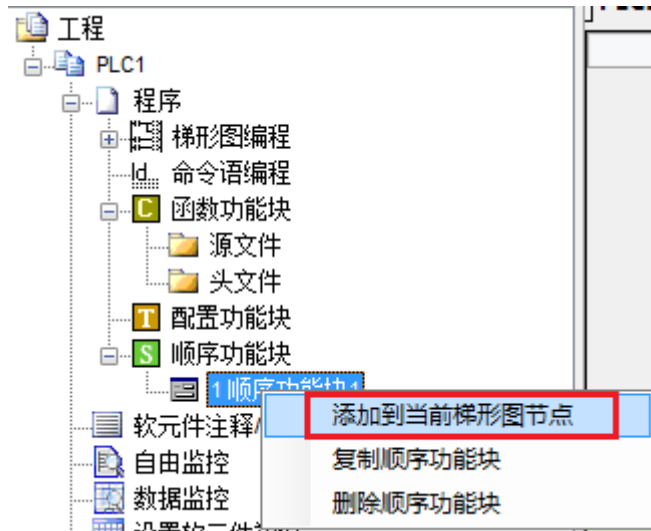 工程
PLC1
程序
梯形图编程
ld... 命令语编程
C 函数功能块
源文件
头文件
T 配置功能块
S 顺序功能块
1 顺序功能块1
添加到当前梯形图节点
软元件注释/
复制顺序功能块
自由监控
删除顺序功能块
数据监控